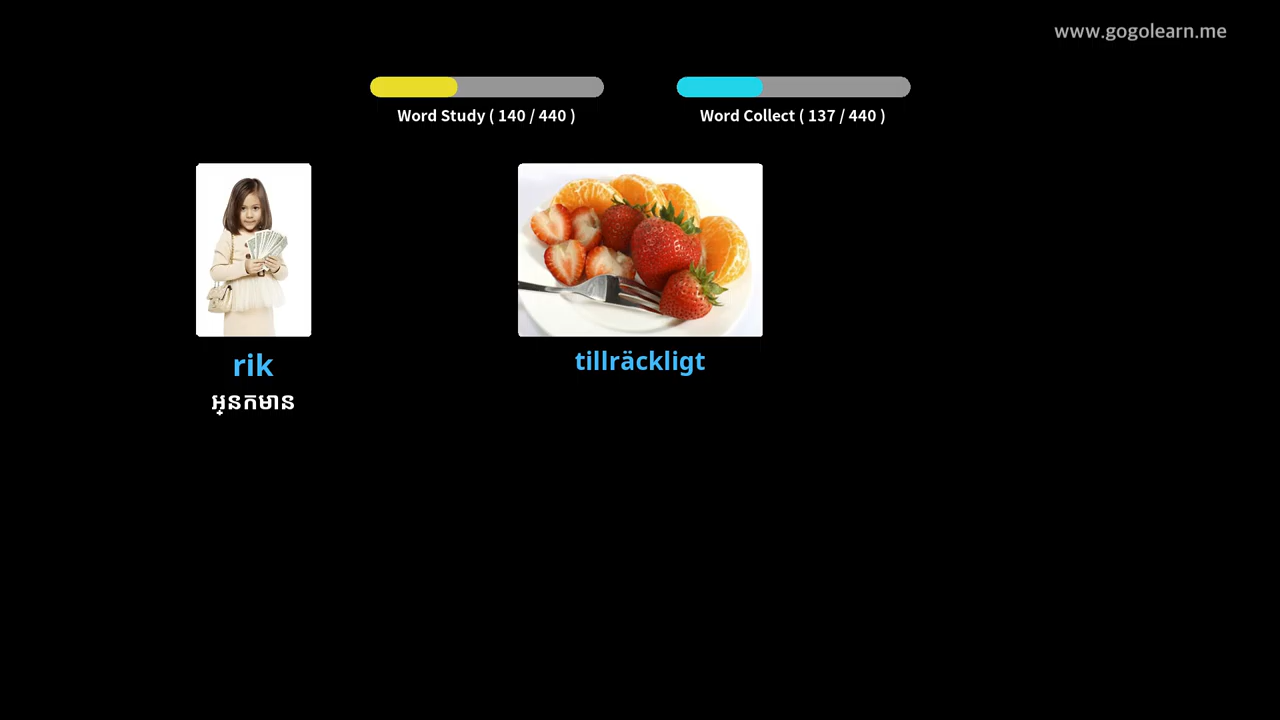 www.gogolearn.me
Word Study ( 140 / 440 )
Word Collect ( 137 / 440 )
rik
tillräckligt
អ្នកមាន